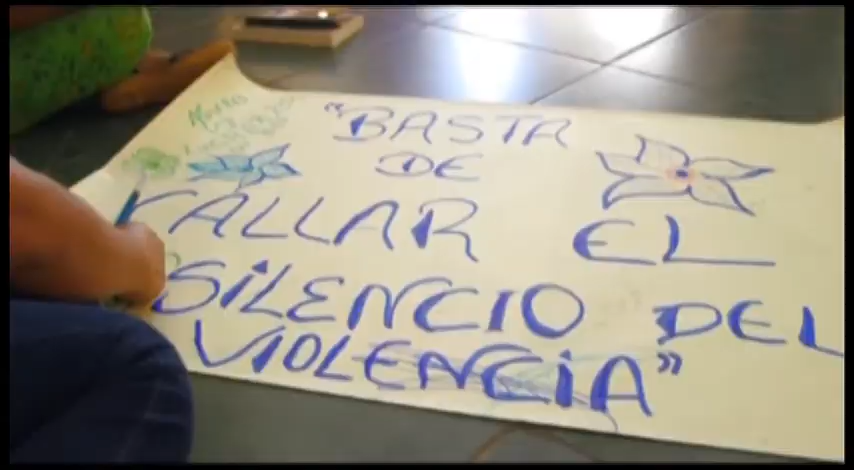 "BASTA
DE
CALLAR EL
SILENCIO DEL
VIOLENCIA"